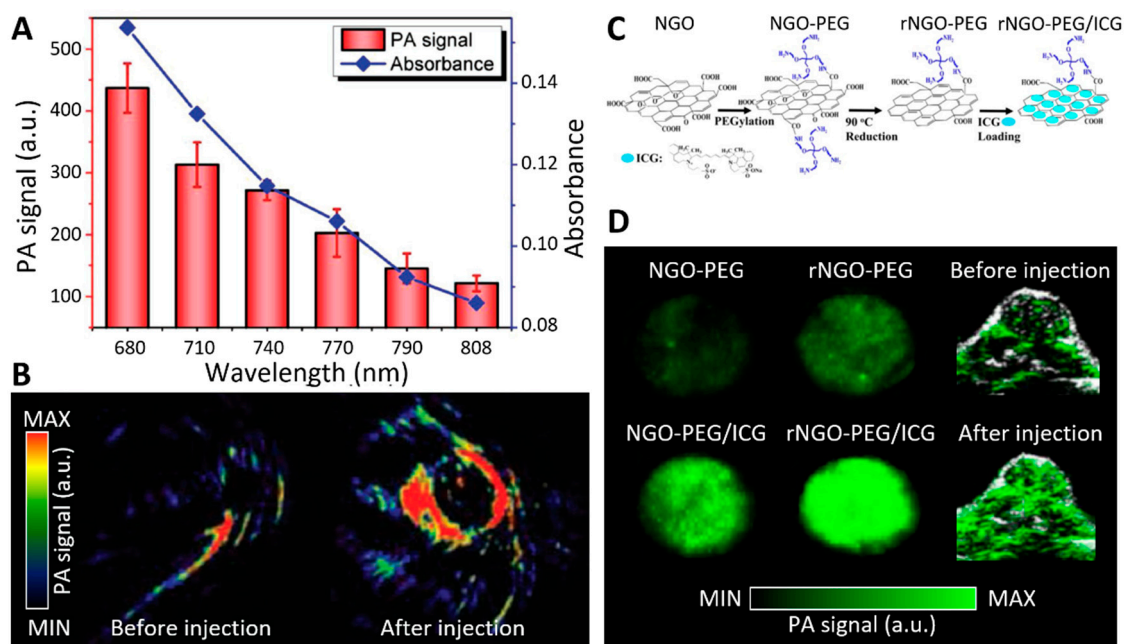 A
PA signal
Absorbance
PA signal (a.u.)
500
400
300
200
100
0.14
0.12
0.10
0.08
Absorbance
680 710 740 770 790 808
Wavelength (nm)
B
MAX
PA signal (a.u.)
MIN
Before injection
After injection
C
NGO
NGO-PEG
rNGO-PEG
rNGO-PEG/ICG
HOOC
COOH
PEGylation
90 °C
Reduction
ICG
Loading
ICG:
D
NGO-PEG
rNGO-PEG
Before injection
NGO-PEG/ICG
rNGO-PEG/ICG
After injection
MIN
MAX
PA signal (a.u.)